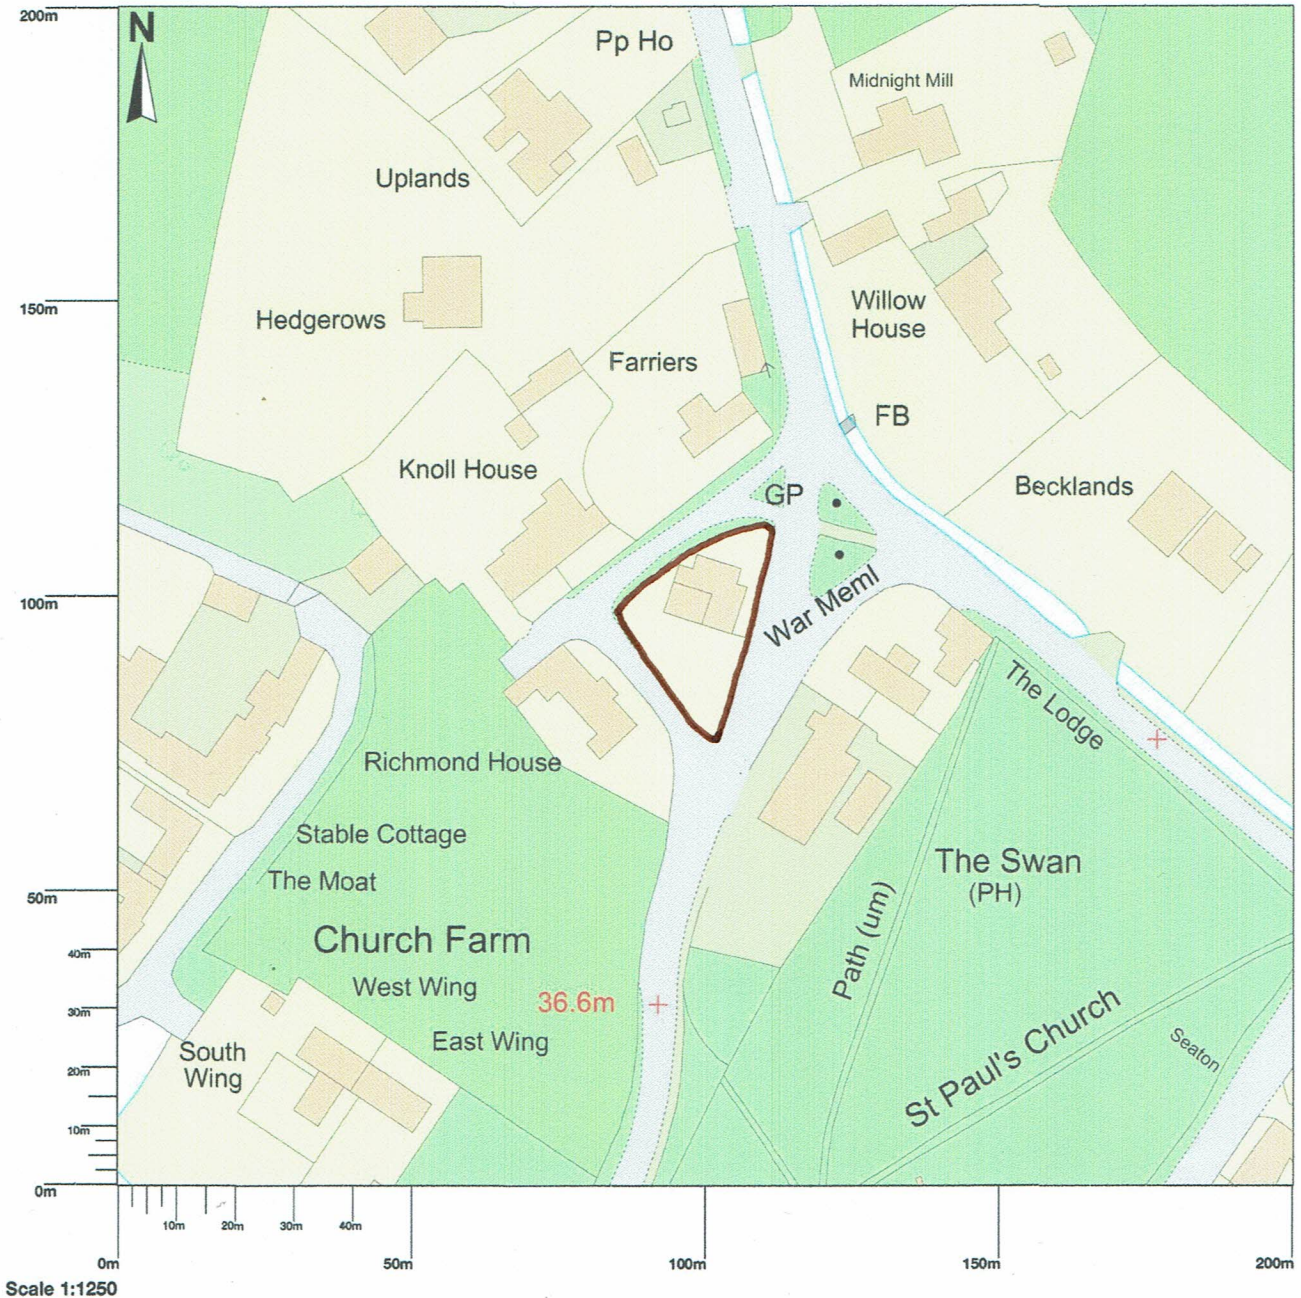 200m
N
Pp Ho
Midnight Mill
Uplands
150m
Hedgerows
Willow
House
Farriers
FB
Knoll House
GP
Becklands
100m
War Meml
The Lodge
Richmond House
Stable Cottage
The Moat
50m
The Swan
(PH)
Path (um)
Church Farm
40m
West Wing
36.6m
30m
St Paul's Church
East Wing
Seaton
South
Wing
20m
10m
0m
10m
20m
30m
40m
0m
50m
100m
150m
200m
Scale 1:1250